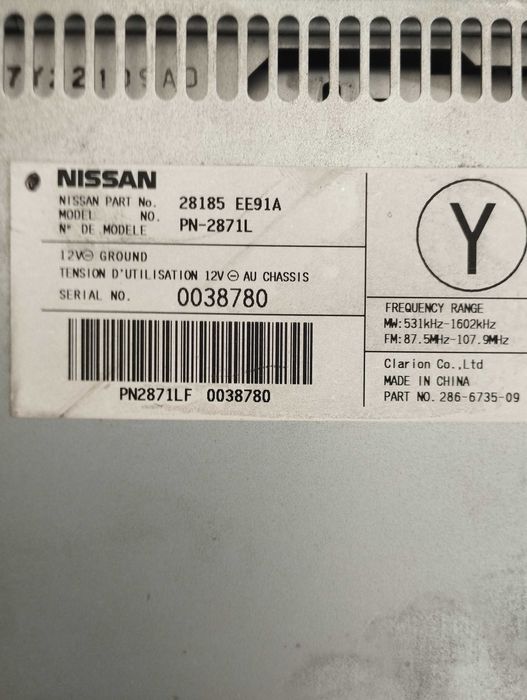 NISSAN
NISSAN PART No. 28185 EE91A
MODEL NO.
N° DE MODELE PN-2871L
12V⊖ GROUND
TENSION D'UTILISATION 12V⊖ AU CHASSIS
SERIAL NO. 0038780
PN2871LF 0038780
Y
FREQUENCY RANGE
MW:531kHz-1602kHz
FM:87.5MHz-107.9MHz
Clarion Co.,Ltd
MADE IN CHINA
PART NO. 286-6735-09